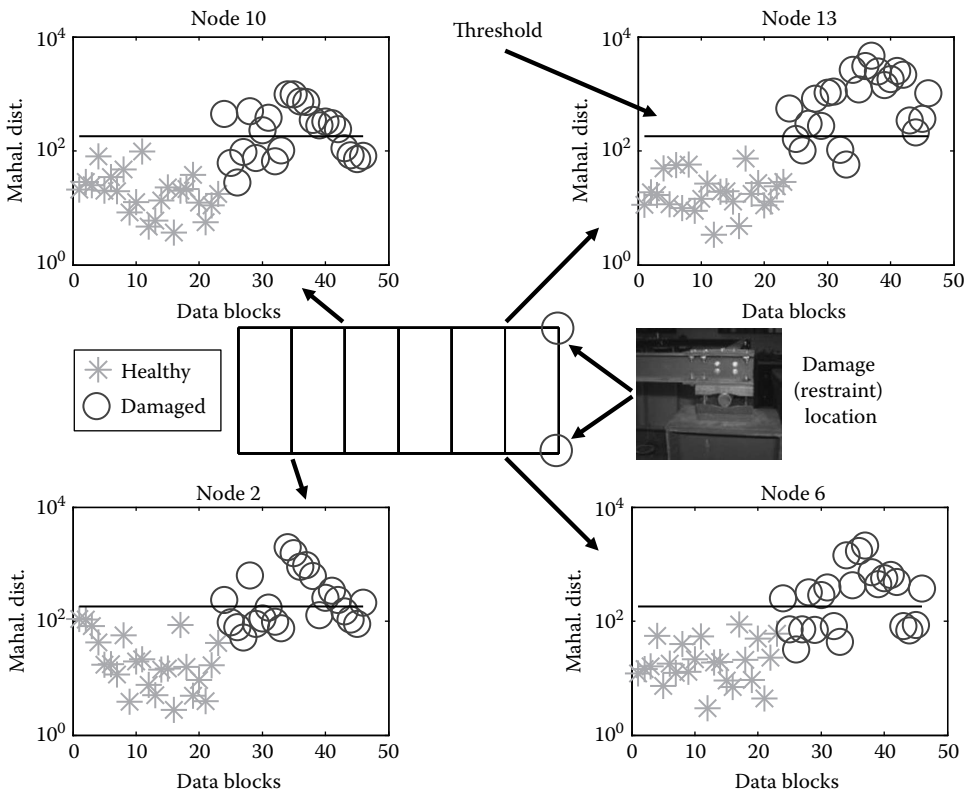 Node 10
10^4
10^2
10^0
Mahal. dist.
0 10 20 30 40 50
Data blocks
Threshold
Node 13
10^4
10^2
10^0
Mahal. dist.
0 10 20 30 40 50
Data blocks
Healthy
Damaged
Damage
(restraint)
location
Node 2
10^4
10^2
10^0
Mahal. dist.
0 10 20 30 40 50
Data blocks
Node 6
10^4
10^2
10^0
Mahal. dist.
0 10 20 30 40 50
Data blocks